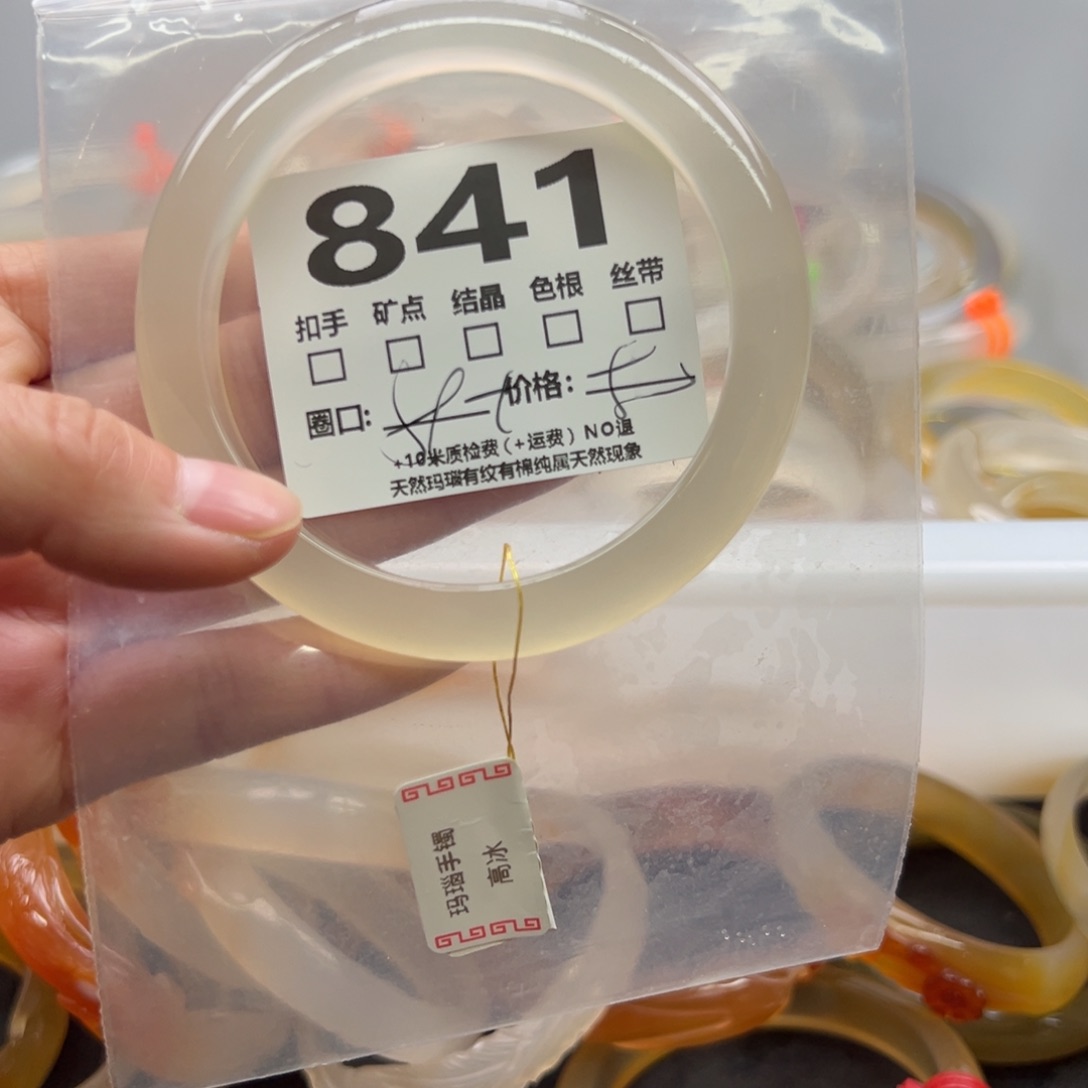 841
扣手 矿点 结晶 色根 丝带
圈口: 价格:
+10米质检费(+运费) NO退
天然玛瑙有纹有棉纯属天然现象
玛瑙手镯
高冰